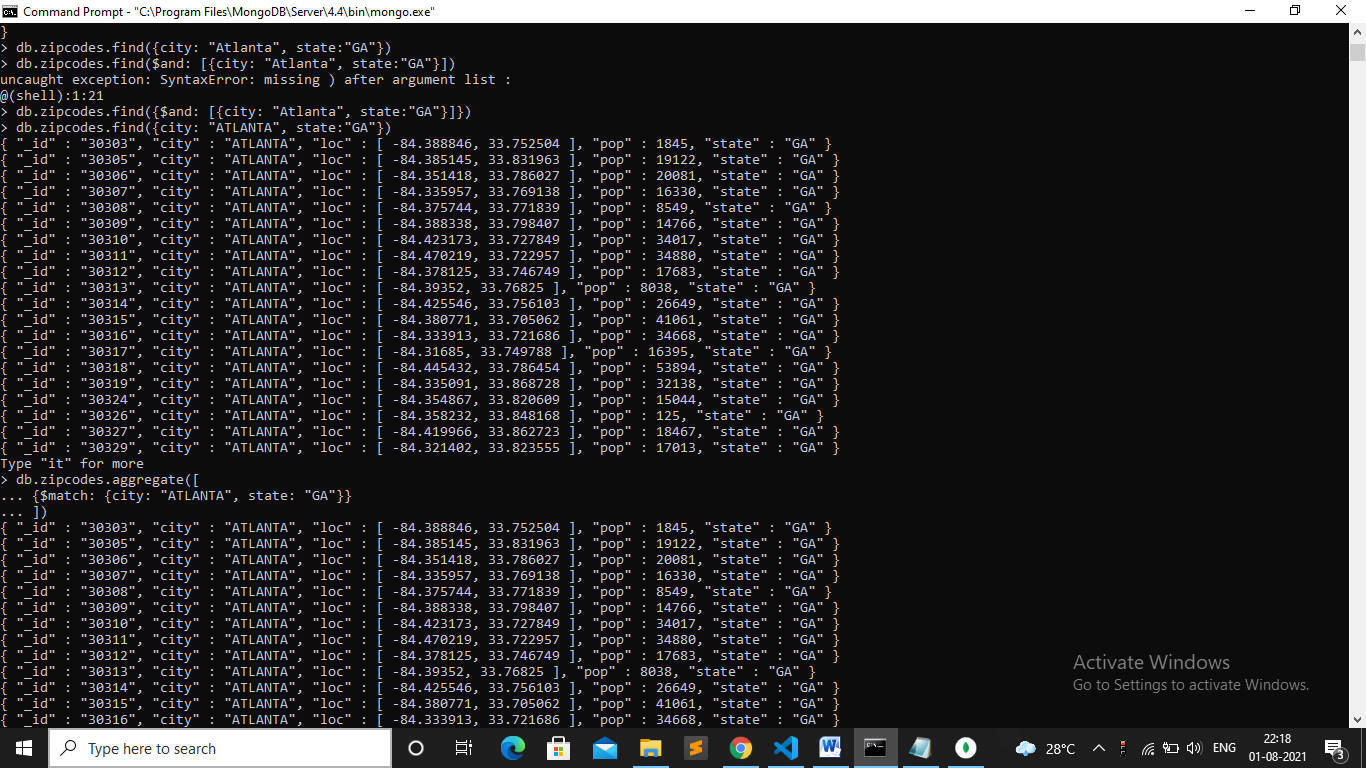 Command Prompt - "C:\Program Files\MongoDB\Server\4.4\bin\mongo.exe"
}
> db.zipcodes.find({city: "Atlanta", state:"GA"})
> db.zipcodes.find($and: [{city: "Atlanta", state:"GA"}])
uncaught exception: SyntaxError: missing ) after argument list :
@(shell):1:21
> db.zipcodes.find({$and: [{city: "Atlanta", state:"GA"}]})
> db.zipcodes.find({city: "ATLANTA", state:"GA"})
{ "_id" : "30303", "city" : "ATLANTA", "loc" : [ -84.388846, 33.752504 ], "pop" : 1845, "state" : "GA" }
{ "_id" : "30305", "city" : "ATLANTA", "loc" : [ -84.385145, 33.831963 ], "pop" : 19122, "state" : "GA" }
{ "_id" : "30306", "city" : "ATLANTA", "loc" : [ -84.351418, 33.786027 ], "pop" : 20081, "state" : "GA" }
{ "_id" : "30307", "city" : "ATLANTA", "loc" : [ -84.335957, 33.769138 ], "pop" : 16330, "state" : "GA" }
{ "_id" : "30308", "city" : "ATLANTA", "loc" : [ -84.375744, 33.771839 ], "pop" : 8549, "state" : "GA" }
{ "_id" : "30309", "city" : "ATLANTA", "loc" : [ -84.388338, 33.798407 ], "pop" : 14766, "state" : "GA" }
{ "_id" : "30310", "city" : "ATLANTA", "loc" : [ -84.423173, 33.727849 ], "pop" : 34017, "state" : "GA" }
{ "_id" : "30311", "city" : "ATLANTA", "loc" : [ -84.470219, 33.722957 ], "pop" : 34880, "state" : "GA" }
{ "_id" : "30312", "city" : "ATLANTA", "loc" : [ -84.378125, 33.746749 ], "pop" : 17683, "state" : "GA" }
{ "_id" : "30313", "city" : "ATLANTA", "loc" : [ -84.39352, 33.76825 ], "pop" : 8038, "state" : "GA" }
{ "_id" : "30314", "city" : "ATLANTA", "loc" : [ -84.425546, 33.756103 ], "pop" : 26649, "state" : "GA" }
{ "_id" : "30315", "city" : "ATLANTA", "loc" : [ -84.380771, 33.705062 ], "pop" : 41061, "state" : "GA" }
{ "_id" : "30316", "city" : "ATLANTA", "loc" : [ -84.333913, 33.721686 ], "pop" : 34668, "state" : "GA" }
{ "_id" : "30317", "city" : "ATLANTA", "loc" : [ -84.31685, 33.749788 ], "pop" : 16395, "state" : "GA" }
{ "_id" : "30318", "city" : "ATLANTA", "loc" : [ -84.445432, 33.786454 ], "pop" : 53894, "state" : "GA" }
{ "_id" : "30319", "city" : "ATLANTA", "loc" : [ -84.335091, 33.868728 ], "pop" : 32138, "state" : "GA" }
{ "_id" : "30324", "city" : "ATLANTA", "loc" : [ -84.354867, 33.820609 ], "pop" : 15044, "state" : "GA" }
{ "_id" : "30326", "city" : "ATLANTA", "loc" : [ -84.358232, 33.848168 ], "pop" : 125, "state" : "GA" }
{ "_id" : "30327", "city" : "ATLANTA", "loc" : [ -84.419966, 33.862723 ], "pop" : 18467, "state" : "GA" }
{ "_id" : "30329", "city" : "ATLANTA", "loc" : [ -84.321402, 33.823555 ], "pop" : 17013, "state" : "GA" }
Type "it" for more
> db.zipcodes.aggregate([
... {$match: {city: "ATLANTA", state: "GA"}}
... ])
{ "_id" : "30303", "city" : "ATLANTA", "loc" : [ -84.388846, 33.752504 ], "pop" : 1845, "state" : "GA" }
{ "_id" : "30305", "city" : "ATLANTA", "loc" : [ -84.385145, 33.831963 ], "pop" : 19122, "state" : "GA" }
{ "_id" : "30306", "city" : "ATLANTA", "loc" : [ -84.351418, 33.786027 ], "pop" : 20081, "state" : "GA" }
{ "_id" : "30307", "city" : "ATLANTA", "loc" : [ -84.335957, 33.769138 ], "pop" : 16330, "state" : "GA" }
{ "_id" : "30308", "city" : "ATLANTA", "loc" : [ -84.375744, 33.771839 ], "pop" : 8549, "state" : "GA" }
{ "_id" : "30309", "city" : "ATLANTA", "loc" : [ -84.388338, 33.798407 ], "pop" : 14766, "state" : "GA" }
{ "_id" : "30310", "city" : "ATLANTA", "loc" : [ -84.423173, 33.727849 ], "pop" : 34017, "state" : "GA" }
{ "_id" : "30311", "city" : "ATLANTA", "loc" : [ -84.470219, 33.722957 ], "pop" : 34880, "state" : "GA" }
{ "_id" : "30312", "city" : "ATLANTA", "loc" : [ -84.378125, 33.746749 ], "pop" : 17683, "state" : "GA" }
{ "_id" : "30313", "city" : "ATLANTA", "loc" : [ -84.39352, 33.76825 ], "pop" : 8038, "state" : "GA" }
{ "_id" : "30314", "city" : "ATLANTA", "loc" : [ -84.425546, 33.756103 ], "pop" : 26649, "state" : "GA" }
{ "_id" : "30315", "city" : "ATLANTA", "loc" : [ -84.380771, 33.705062 ], "pop" : 41061, "state" : "GA" }
{ "_id" : "30316", "city" : "ATLANTA", "loc" : [ -84.333913, 33.721686 ], "pop" : 34668, "state" : "GA" }
Activate Windows
Go to Settings to activate Windows.
Type here to search
28°C
ENG
22:18
01-08-2021
3